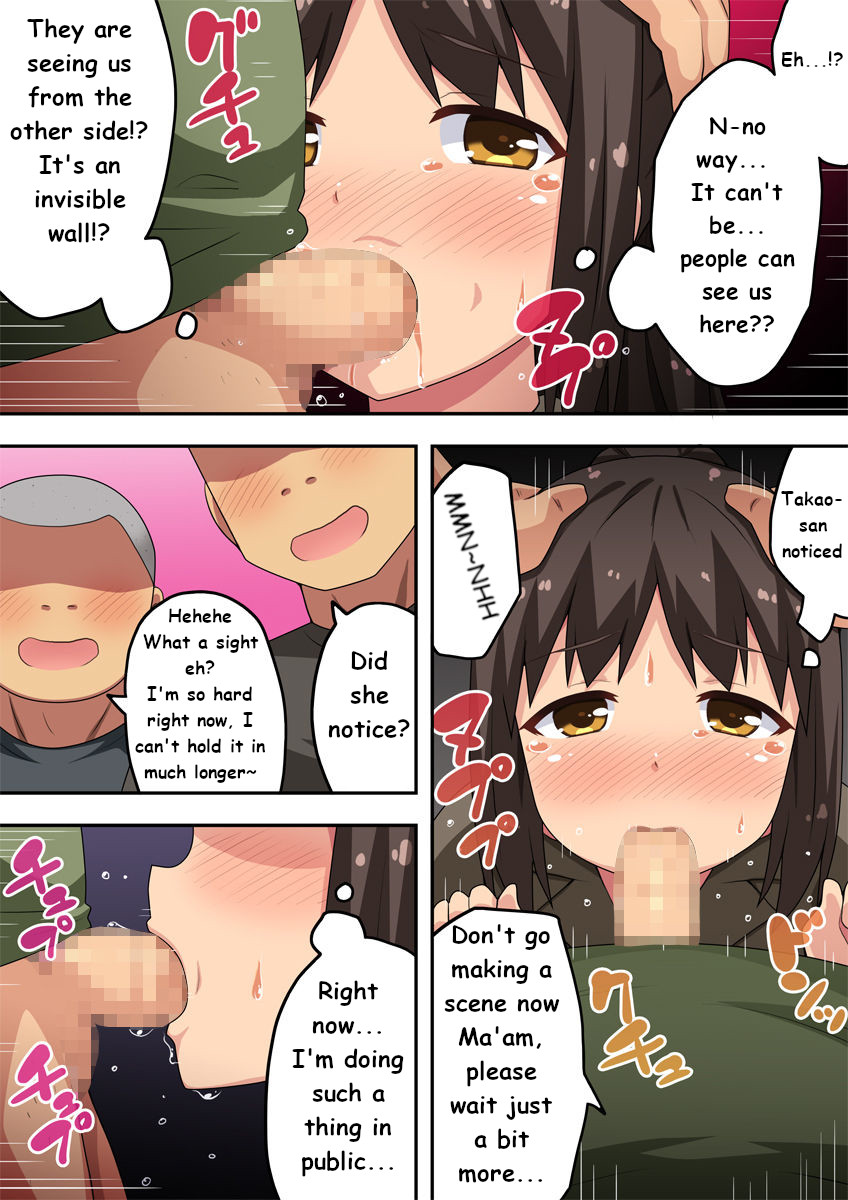 Eh...!?
N-no
way...
It can't
be...
people can
see us
here??
ヌプ
グチュ
They are
seeing us
from the
other side!?
It's an
invisible
wall!?
Takao-
san
noticed
MMN~NHH
ヌププ
Don't go
making a
scene now
Ma'am,
please
wait just
a bit
more...
クチュ
Did
she
notice?
Hehehe
What a sight
eh?
I'm so hard
right now, I
can't hold it in
much longer~
チュプ
Right
now...
I'm doing
such a
thing in
public...
チュプ